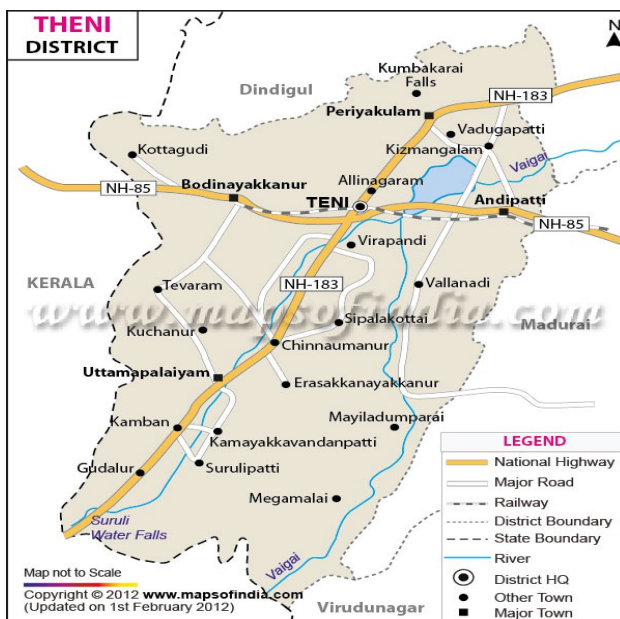 THENI
DISTRICT
N
Kumbakarai
Falls
Dindigul
NH-183
Periyakulam
Vadugapatti
Kottagudi
Kizmangalam
Vaigai
NH-85
Bodinayakkanur
Allinagaram
TENI
Andipatti
NH-85
Virapandi
KERALA
Tevaram
NH-183
Vallanadi
www.mapsofindia.com
Kuchanur
Sipalakottai
Madurai
Chinnaumanur
Uttamapalaiyam
Erasakkanayakkanur
Kamban
Mayiladumparai
Kamayakkavandanpatti
Gudalur
Surulipatti
Megamalai
Suruli
Water Falls
Vaigai
Virudunagar
LEGEND
National Highway
Major Road
Railway
District Boundary
State Boundary
River
District HQ
Other Town
Major Town
Map not to Scale
Copyright © 2012 www.mapsofindia.com
(Updated on 1st February 2012)